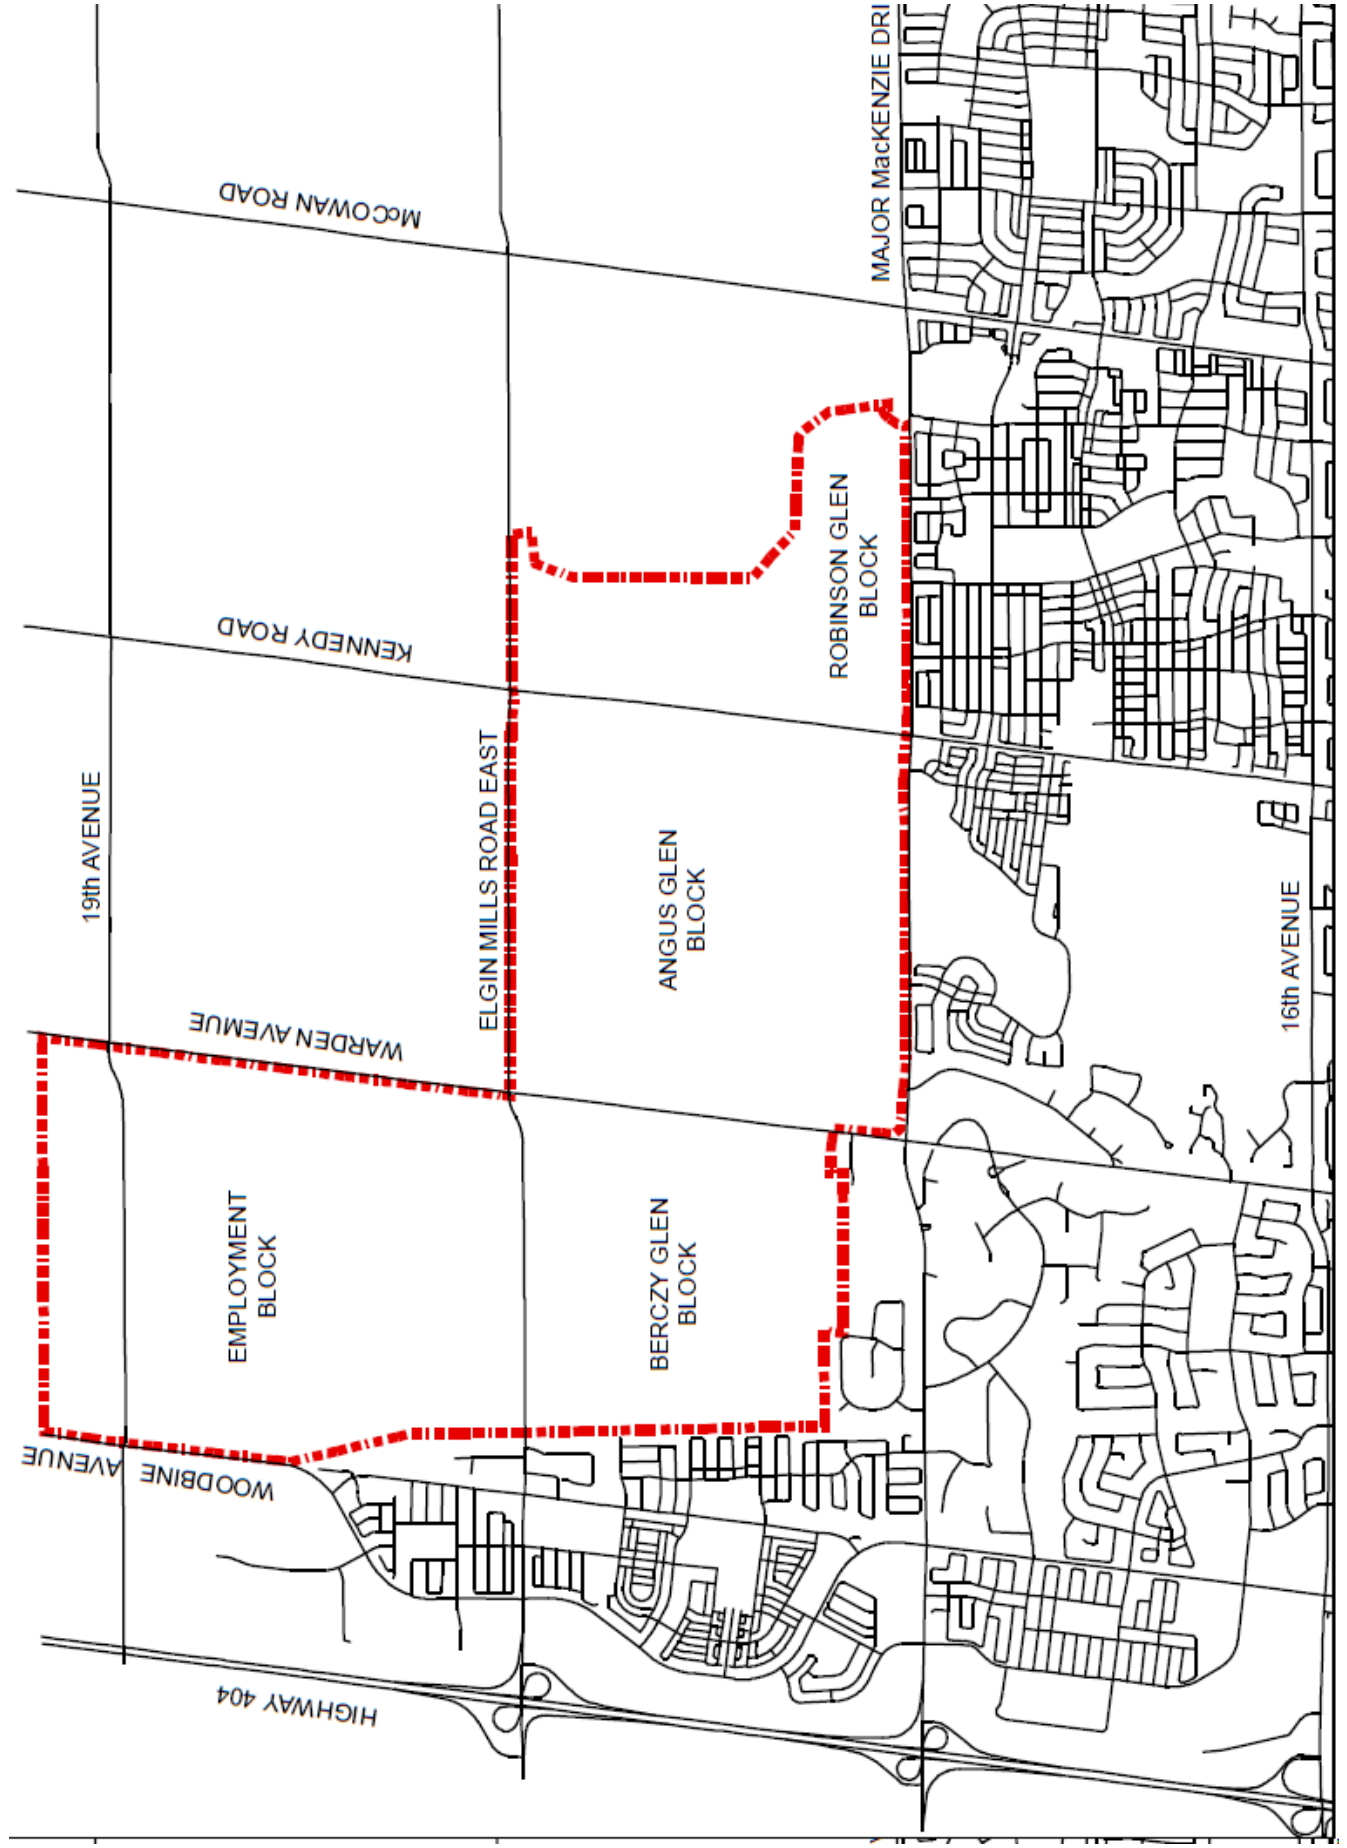 MAJOR MacKENZIE DRI
McCOWAN ROAD
ROBINSON GLEN
BLOCK
KENNEDY ROAD
ELGIN MILLS ROAD EAST
19th AVENUE
ANGUS GLEN
BLOCK
16th AVENUE
WARDEN AVEMUE
EMPLOYMENT
BLOCK
BERCZY GLEN
BLOCK
WOODBINE AVENUE
HIGHWAY 404